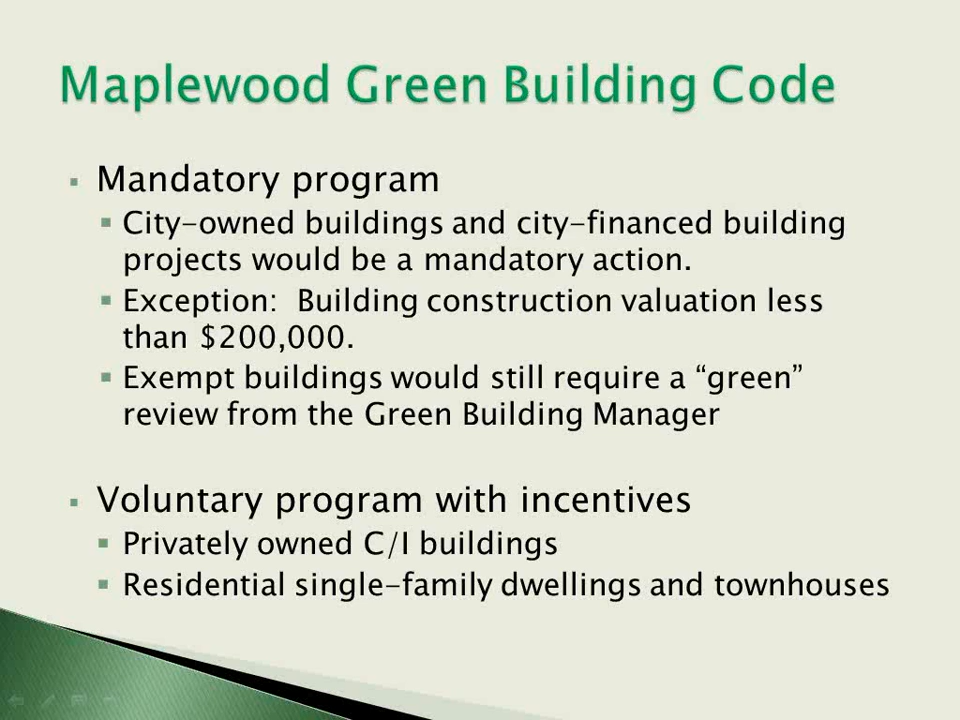 Maplewood Green Building Code
▪ Mandatory program
▪ City-owned buildings and city-financed building
projects would be a mandatory action.
▪ Exception:  Building construction valuation less
than $200,000.
▪ Exempt buildings would still require a “green”
review from the Green Building Manager
▪ Voluntary program with incentives
▪ Privately owned C/I buildings
▪ Residential single-family dwellings and townhouses